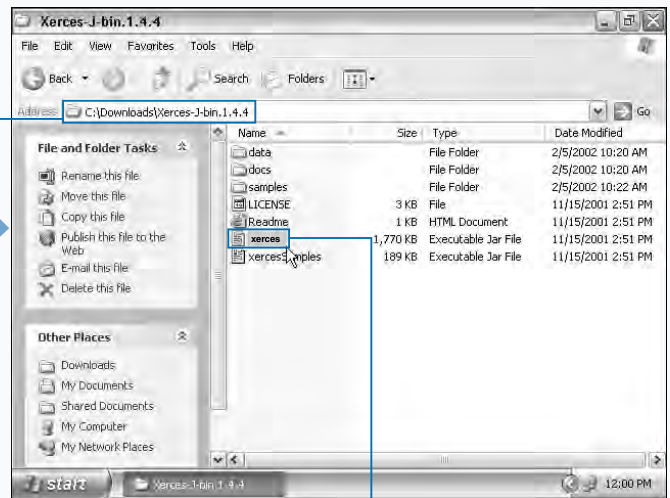 Xerces-J-bin.1.4.4
File Edit View Favorites Tools Help
Back Search Folders
Address C:\Downloads\Xerces-J-bin.1.4.4 Go
Name Size Type Date Modified
File and Folder Tasks
Rename this file
Move this file
Copy this file
Publish this file to the
Web
E-mail this file
Delete this file
data File Folder 2/5/2002 10:20 AM
docs File Folder 2/5/2002 10:20 AM
samples File Folder 2/5/2002 10:22 AM
LICENSE 3 KB File 11/15/2001 2:51 PM
Readme 1 KB HTML Document 11/15/2001 2:51 PM
xerces 1,770 KB Executable Jar File 11/15/2001 2:51 PM
xercesSamples 189 KB Executable Jar File 11/15/2001 2:51 PM
Other Places
Downloads
My Documents
Shared Documents
My Computer
My Network Places
start Xerces-J-bin.1.4.4 12:00 PM